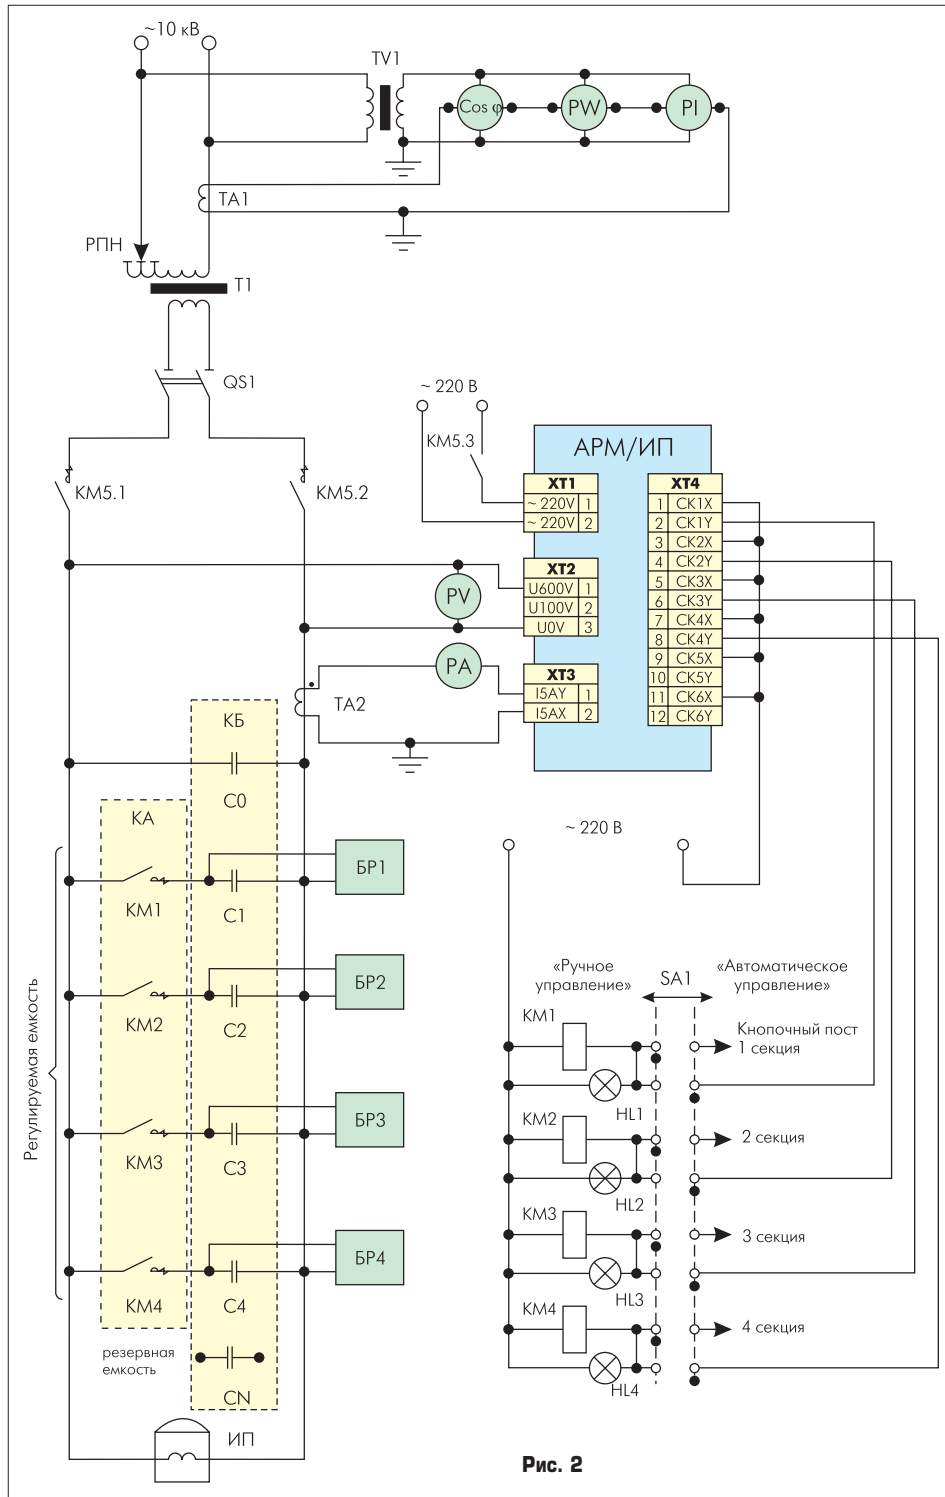 ~10 кВ
TV1
Cos φ
PW
PI
TA1
РПН
T1
QS1
~ 220 В
KM5.3
АРМ/ИП
KM5.1
KM5.2
XT1
~ 220V 1
~ 220V 2
XT2
U600V 1
U100V 2
U0V 3
XT3
I5AY 1
I5AX 2
XT4
1 CK1X
2 CK1Y
3 CK2X
4 CK2Y
5 CK3X
6 CK3Y
7 CK4X
8 CK4Y
9 CK5X
10 CK5Y
11 CK6X
12 CK6Y
PV
PA
TA2
КБ
C0
КА
~ 220 В
БР1
KM1
C1
БР2
KM2
C2
БР3
KM3
C3
БР4
KM4
C4
Регулируемая емкость
резервная
емкость
CN
ИП
«Ручное
управление»
SA1
«Автоматическое
управление»
KM1
Кнопочный пост
1 секция
HL1
KM2
2 секция
HL2
KM3
3 секция
HL3
KM4
4 секция
HL4
Рис. 2